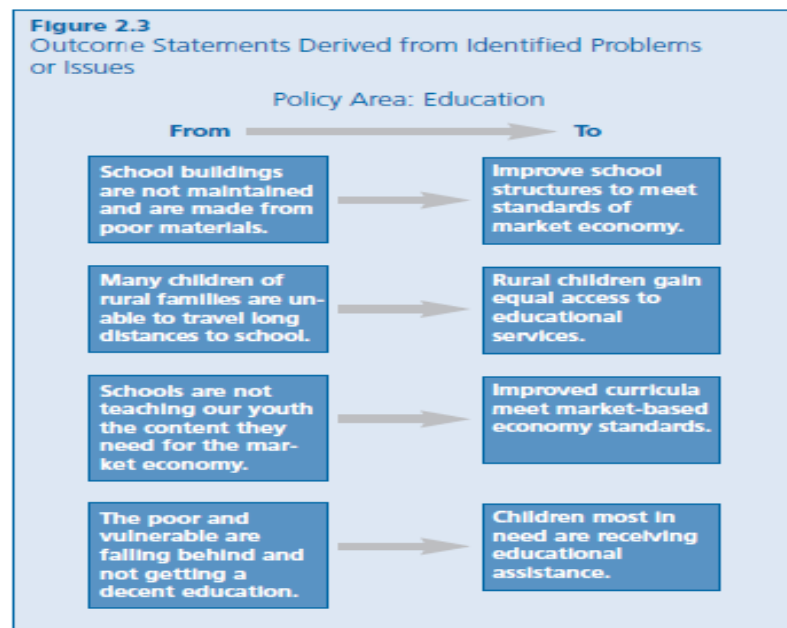 Figure 2.3
Outcome Statements Derived from Identified Problems
or Issues
Policy Area: Education
From
To
School buildings
are not maintained
and are made from
poor materials.
Improve school
structures to meet
standards of
market economy.
Many children of
rural families are un-
able to travel long
distances to school.
Rural children gain
equal access to
educational
services.
Schools are not
teaching our youth
the content they
need for the mar-
ket economy.
Improved curricula
meet market-based
economy standards.
The poor and
vulnerable are
falling behind and
not getting a
decent education.
Children most in
need are receiving
educational
assistance.